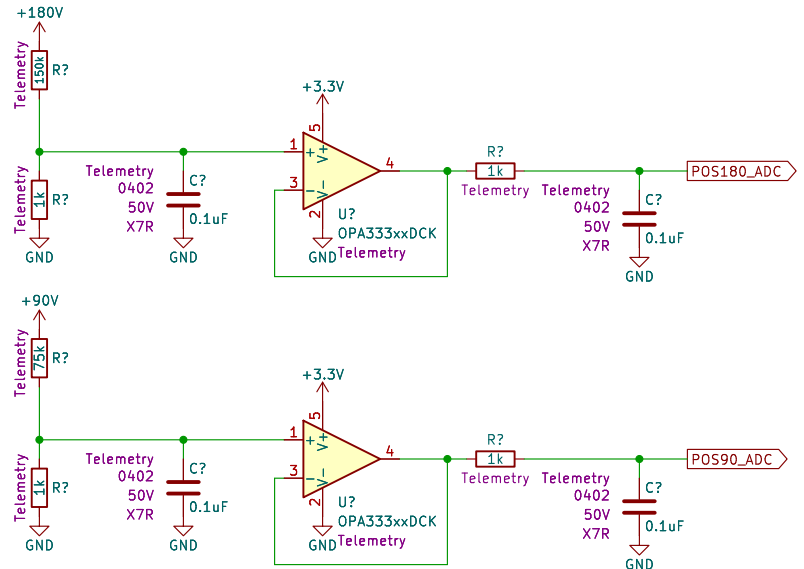 +180V
Telemetry
150k
R?
+3.3V
5
1
+
V+
4
3
-
V-
2
Telemetry
1k
R?
GND
Telemetry
0402
50V
X7R
C?
0.1uF
GND
U?
OPA333xxDCK
Telemetry
GND
R?
1k
Telemetry
Telemetry
0402
50V
X7R
C?
0.1uF
GND
POS180_ADC
+90V
Telemetry
75k
R?
+3.3V
5
1
+
V+
4
3
-
V-
2
Telemetry
1k
R?
GND
Telemetry
0402
50V
X7R
C?
0.1uF
GND
U?
OPA333xxDCK
Telemetry
GND
R?
1k
Telemetry
Telemetry
0402
50V
X7R
C?
0.1uF
GND
POS90_ADC